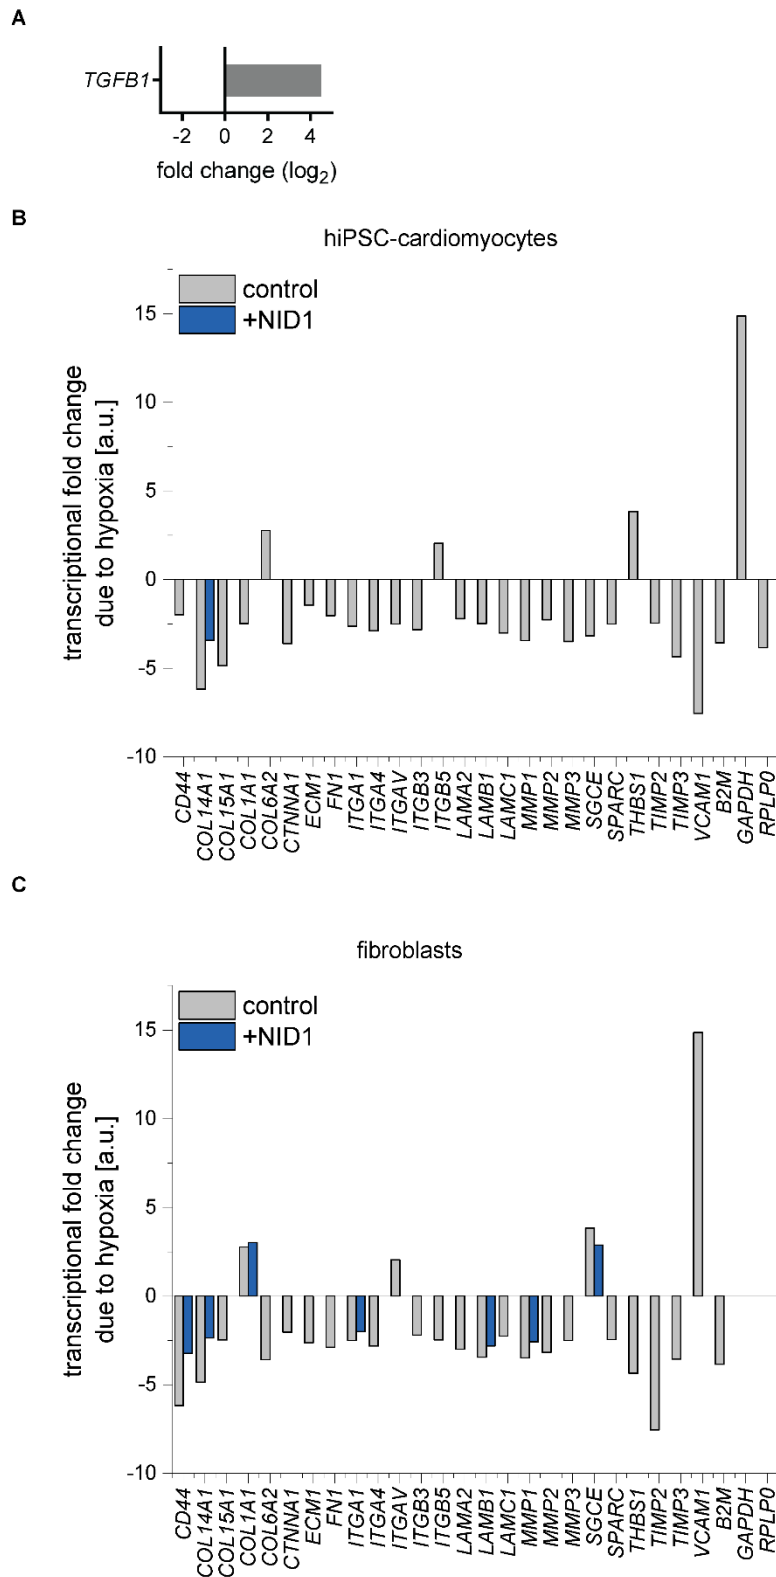 A
TGFB1
-2 0 2 4
fold change (log2)
B
hiPSC-cardiomyocytes
control
+NID1
transcriptional fold change
due to hypoxia [a.u.]
15
10
5
0
-5
-10
CD44
COL14A1
COL15A1
COL1A1
COL6A2
CTNNA1
ECM1
FN1
ITGA1
ITGA4
ITGAV
ITGB3
ITGB5
LAMA2
LAMB1
LAMC1
MMP1
MMP2
MMP3
SGCE
SPARC
THBS1
TIMP2
TIMP3
VCAM1
B2M
GAPDH
RPLP0
C
fibroblasts
control
+NID1
transcriptional fold change
due to hypoxia [a.u.]
15
10
5
0
-5
-10
CD44
COL14A1
COL15A1
COL1A1
COL6A2
CTNNA1
ECM1
FN1
ITGA1
ITGA4
ITGAV
ITGB3
ITGB5
LAMA2
LAMB1
LAMC1
MMP1
MMP2
MMP3
SGCE
SPARC
THBS1
TIMP2
TIMP3
VCAM1
B2M
GAPDH
RPLP0